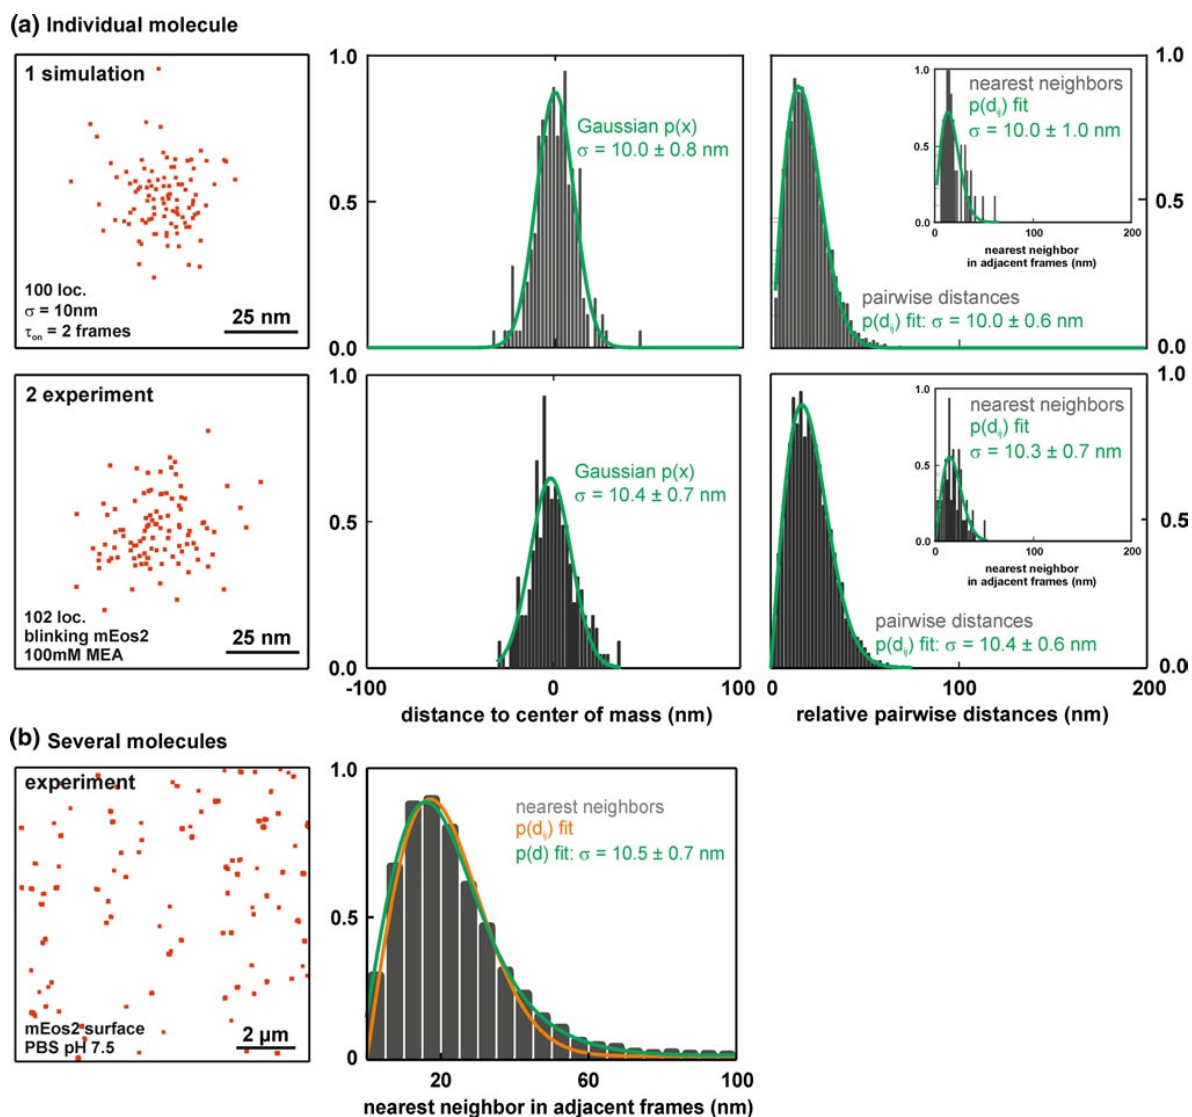 (a) Individual molecule
1 simulation
100 loc.
σ = 10nm
τon = 2 frames
25 nm
1.0
0.5
0.0
0
Gaussian p(x)
σ = 10.0 ± 0.8 nm
1.0
0.5
0.0
pairwise distances
p(dij) fit: σ = 10.0 ± 0.6 nm
1.0
0.5
0.0
0
100
200
nearest neighbors
p(dij) fit
σ = 10.0 ± 1.0 nm
nearest neighbor
in adjacent frames (nm)
2 experiment
102 loc.
blinking mEos2
100mM MEA
25 nm
1.0
0.5
0.0
-100
0
100
Gaussian p(x)
σ = 10.4 ± 0.7 nm
distance to center of mass (nm)
1.0
0.5
0.0
0
100
200
pairwise distances
p(dij) fit: σ = 10.4 ± 0.6 nm
relative pairwise distances (nm)
1.0
0.5
0.0
0
100
200
nearest neighbors
p(dij) fit
σ = 10.3 ± 0.7 nm
nearest neighbor
in adjacent frames (nm)
(b) Several molecules
experiment
mEos2 surface
PBS pH 7.5
2 µm
1.0
0.5
0
20
60
100
nearest neighbors
p(dij) fit
p(d) fit: σ = 10.5 ± 0.7 nm
nearest neighbor in adjacent frames (nm)